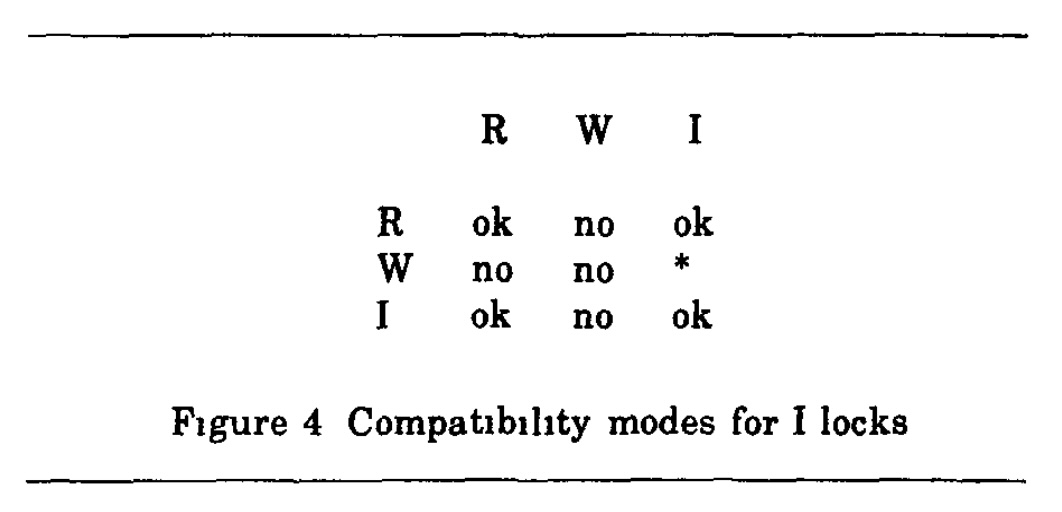 R W I
R ok no ok
W no no *
I ok no ok
Figure 4 Compatibility modes for I locks